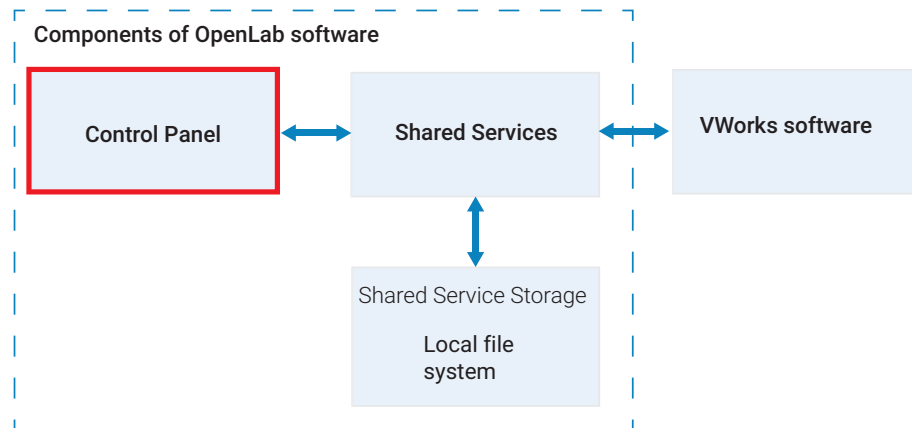 Components of OpenLab software
Control Panel
Shared Services
VWorks software
Shared Service Storage
Local file
system